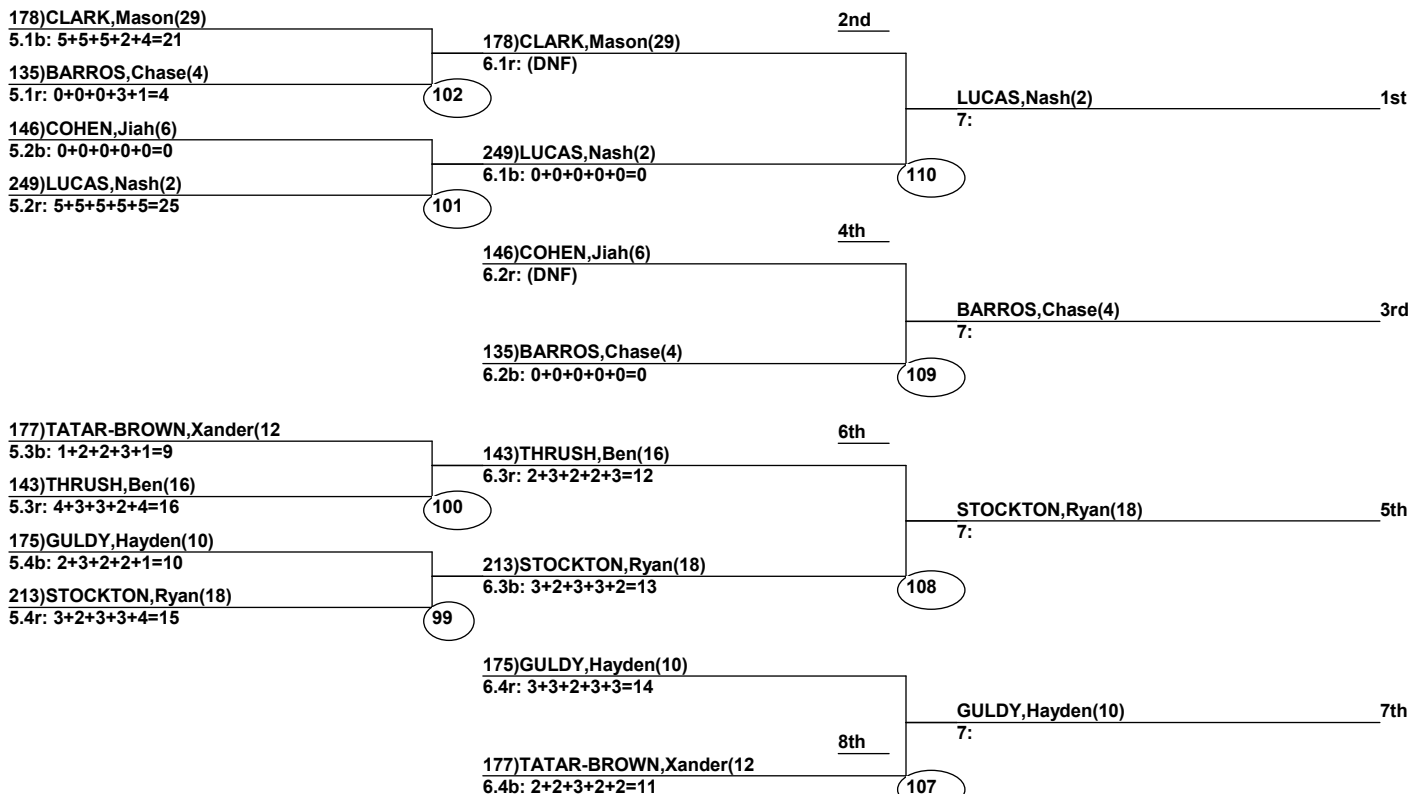 178)CLARK,Mason(29)
5.1b: 5+5+5+2+4=21
135)BARROS,Chase(4)
5.1r: 0+0+0+3+1=4
102
146)COHEN,Jiah(6)
5.2b: 0+0+0+0+0=0
249)LUCAS,Nash(2)
5.2r: 5+5+5+5+5=25
101
178)CLARK,Mason(29)
6.1r: (DNF)
249)LUCAS,Nash(2)
6.1b: 0+0+0+0+0=0
2nd
110
LUCAS,Nash(2)
7:
1st
146)COHEN,Jiah(6)
6.2r: (DNF)
135)BARROS,Chase(4)
6.2b: 0+0+0+0+0=0
4th
109
BARROS,Chase(4)
7:
3rd
177)TATAR-BROWN,Xander(12
5.3b: 1+2+2+3+1=9
143)THRUSH,Ben(16)
5.3r: 4+3+3+2+4=16
100
175)GULDY,Hayden(10)
5.4b: 2+3+2+2+1=10
213)STOCKTON,Ryan(18)
5.4r: 3+2+3+3+4=15
99
143)THRUSH,Ben(16)
6.3r: 2+3+2+2+3=12
213)STOCKTON,Ryan(18)
6.3b: 3+2+3+3+2=13
6th
108
STOCKTON,Ryan(18)
7:
5th
175)GULDY,Hayden(10)
6.4r: 3+3+2+3+3=14
177)TATAR-BROWN,Xander(12
6.4b: 2+2+3+2+2=11
8th
107
GULDY,Hayden(10)
7:
7th